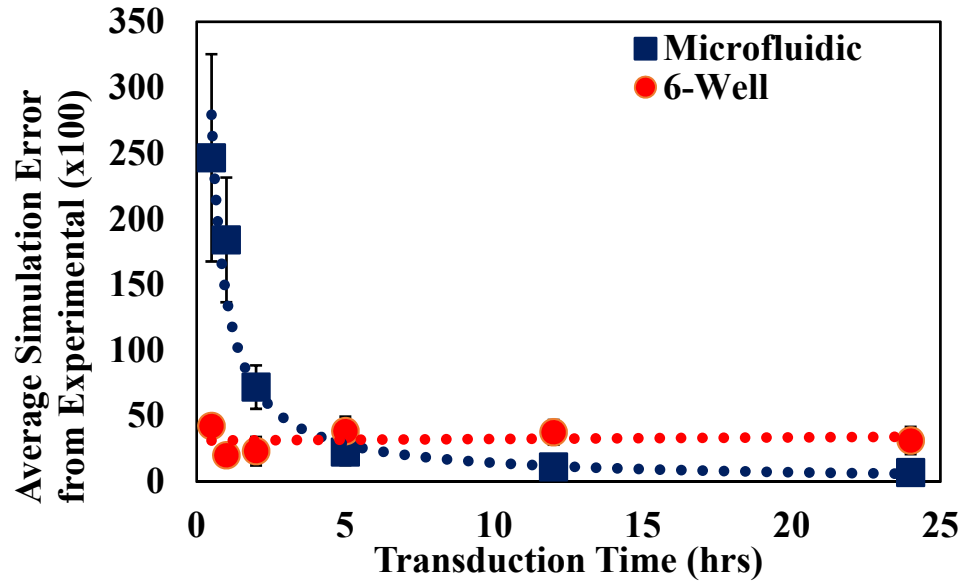 Average Simulation Error
from Experimental (x100)
350
300
250
200
150
100
50
0
Microfluidic
6-Well
0
5
10
15
20
25
Transduction Time (hrs)